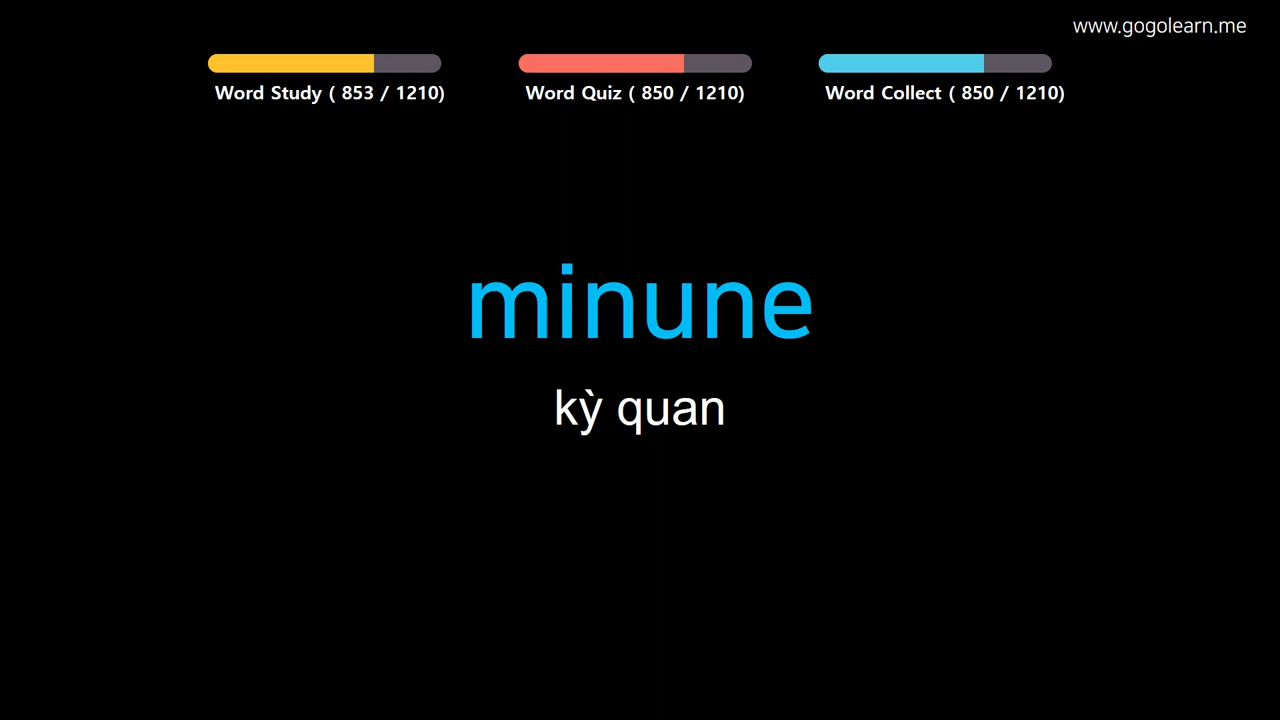 www.gogolearn.me
Word Study ( 853 / 1210)
Word Quiz ( 850 / 1210)
Word Collect ( 850 / 1210)
minune
kỳ quan